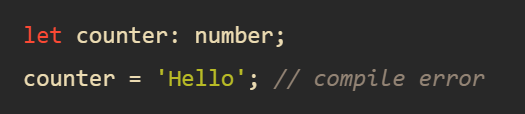 let counter: number;
counter = 'Hello'; // compile error